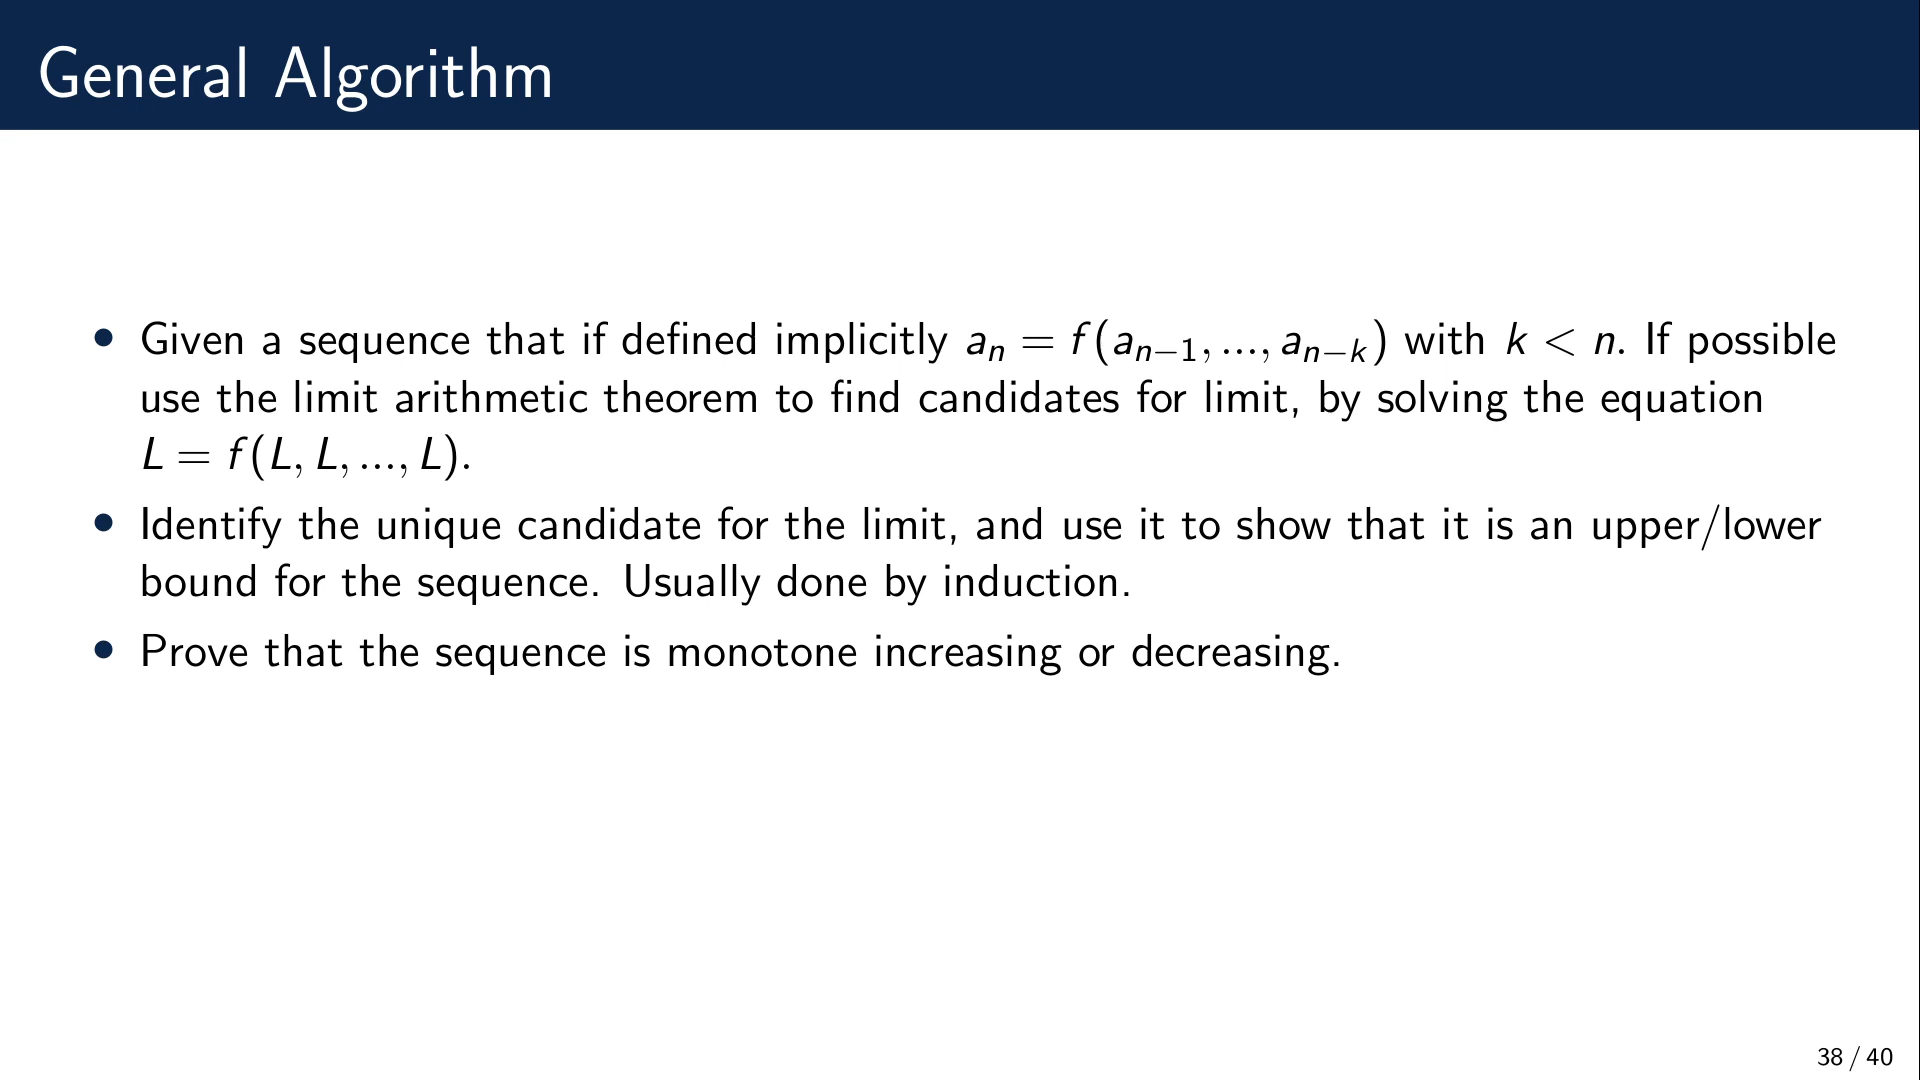 General Algorithm
• Given a sequence that if defined implicitly aₙ = f(aₙ₋₁, ..., aₙ₋ₖ) with k < n. If possible
use the limit arithmetic theorem to find candidates for limit, by solving the equation
L = f(L, L, ..., L).
• Identify the unique candidate for the limit, and use it to show that it is an upper/lower
bound for the sequence. Usually done by induction.
• Prove that the sequence is monotone increasing or decreasing.
38 / 40